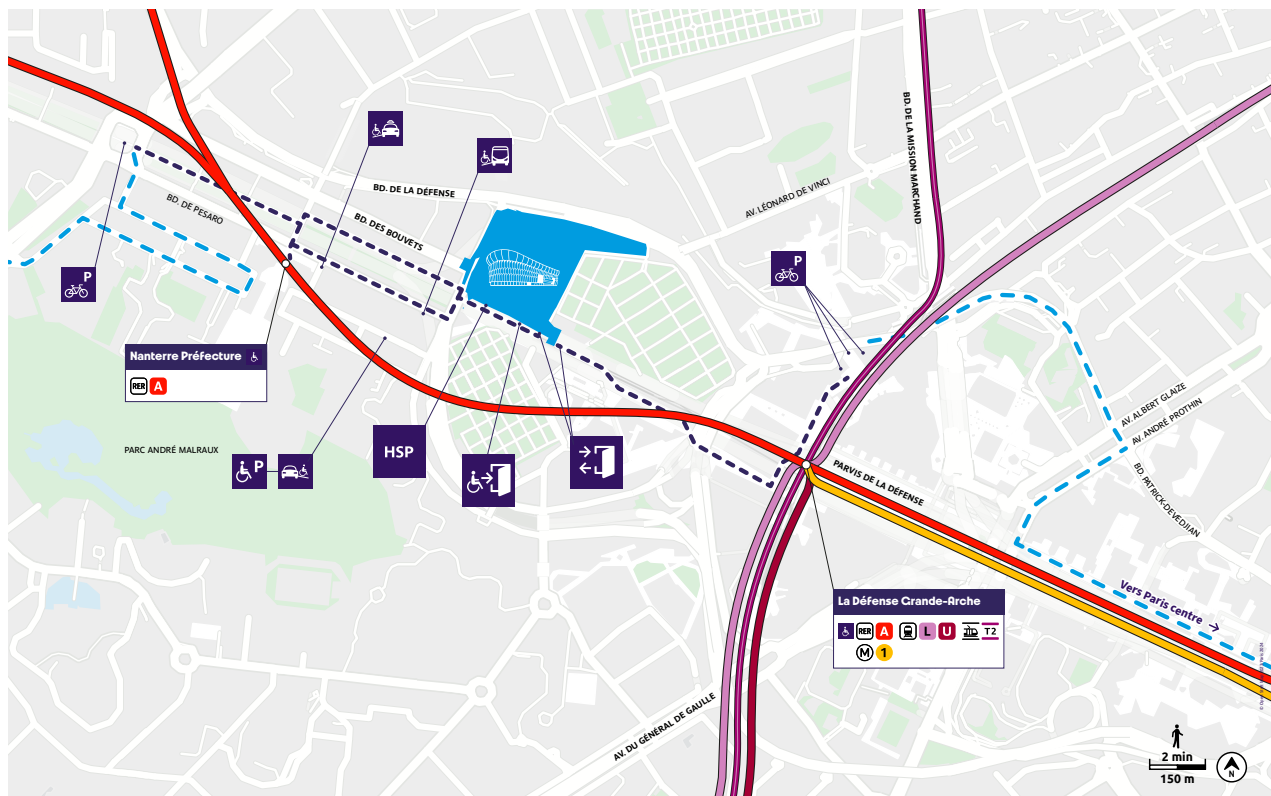 BD. DE LA MISSION MARCHAND
BD. DE LA DÉFENSE
AV. LÉONARD DE VINCI
BD. DE PESARO
BD. DES BOUVETS
P
P
Nanterre Préfecture
RER A
AV. ALBERT GLAIZE
AV. ANDRÉ PROTHIN
PARC ANDRÉ MALRAUX
P
HSP
PARVIS DE LA DÉFENSE
BD. PATRICK-DEVEDJIAN
La Défense Grande-Arche
RER A L U T2
M 1
Vers Paris centre →
AV. DU GÉNÉRAL DE GAULLE
2 min
150 m
N